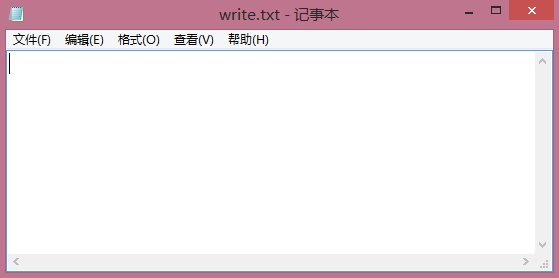 write.txt - 记事本
文件(F) 编辑(E) 格式(O) 查看(V) 帮助(H)